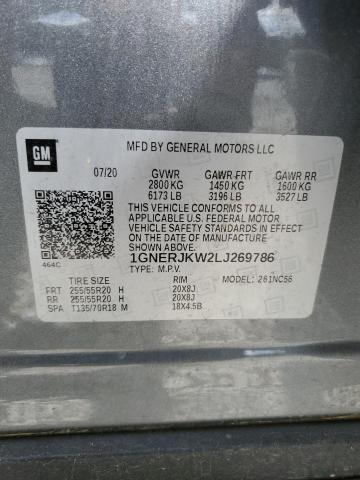 GM
MFD BY GENERAL MOTORS LLC
07/20 GVWR GAWR FRT GAWR RR
2800 KG 1450 KG 1600 KG
6173 LB 3196 LB 3527 LB
THIS VEHICLE CONFORMS TO ALL
APPLICABLE U.S. FEDERAL MOTOR
VEHICLE SAFETY STANDARDS IN EFFECT
ON THE DATE OF MANUFACTURE
SHOWN ABOVE.
1GNERJKW2LJ269786
464C TYPE: M.P.V.
TIRE SIZE RIM MODEL: 261NC56
FRT 255/55R20 H 20X8J
RR 255/55R20 H 20X8J
SPA T135/70R18 M 18X4.5B